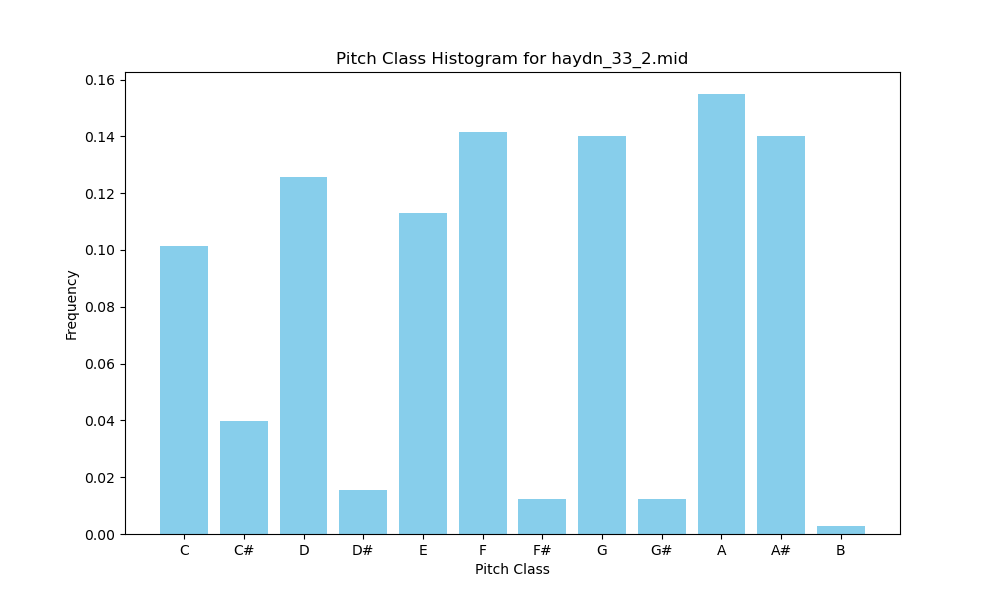 Pitch Class Histogram for haydn_33_2.mid
0.16
0.14
0.12
0.10
0.08
0.06
0.04
0.02
0.00
Frequency
C C# D D# E F F# G G# A A# B
Pitch Class